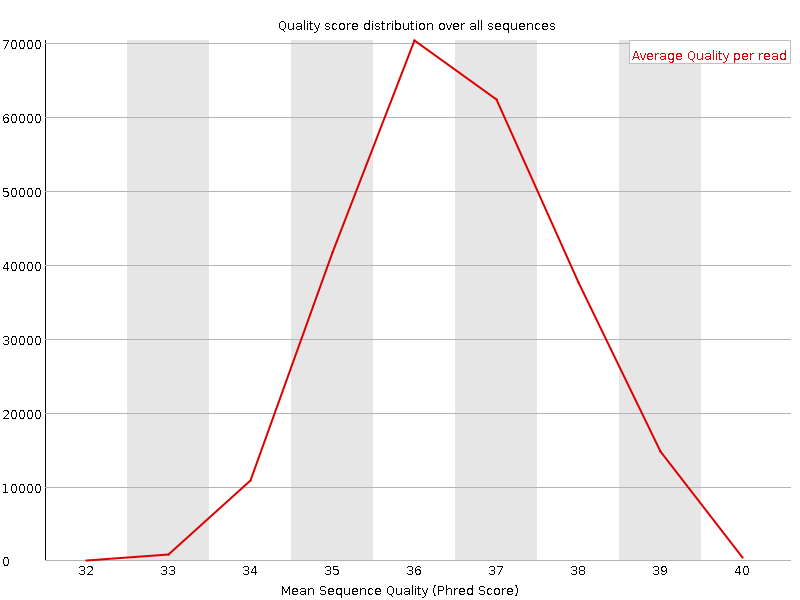 Quality score distribution over all sequences
Average Quality per read
70000
60000
50000
40000
30000
20000
10000
0
32 33 34 35 36 37 38 39 40
Mean Sequence Quality (Phred Score)